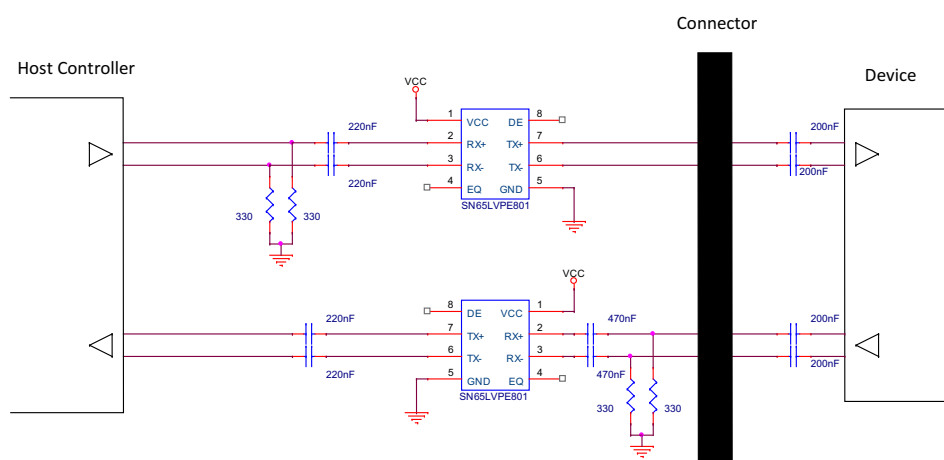 Connector
Host Controller
Device
VCC
220nF
200nF
1 VCC DE 8
2 RX+ TX+ 7
3 RX- TX- 6
4 EQ GND 5
220nF
200nF
SN65LVPE801
330 330
VCC
220nF
8 DE VCC 1
470nF
200nF
7 TX+ RX+ 2
6 TX- RX- 3
220nF
5 GND EQ 4
470nF
200nF
SN65LVPE801
330 330